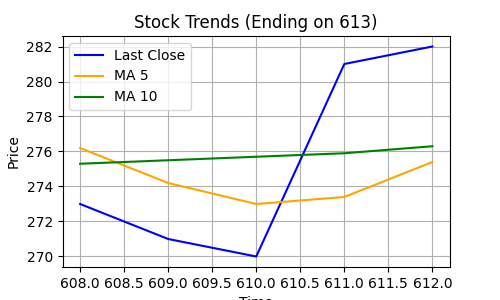 Stock Trends (Ending on 613)
Last Close
MA 5
MA 10
Price
282
280
278
276
274
272
270
608.0 608.5 609.0 609.5 610.0 610.5 611.0 611.5 612.0
Time